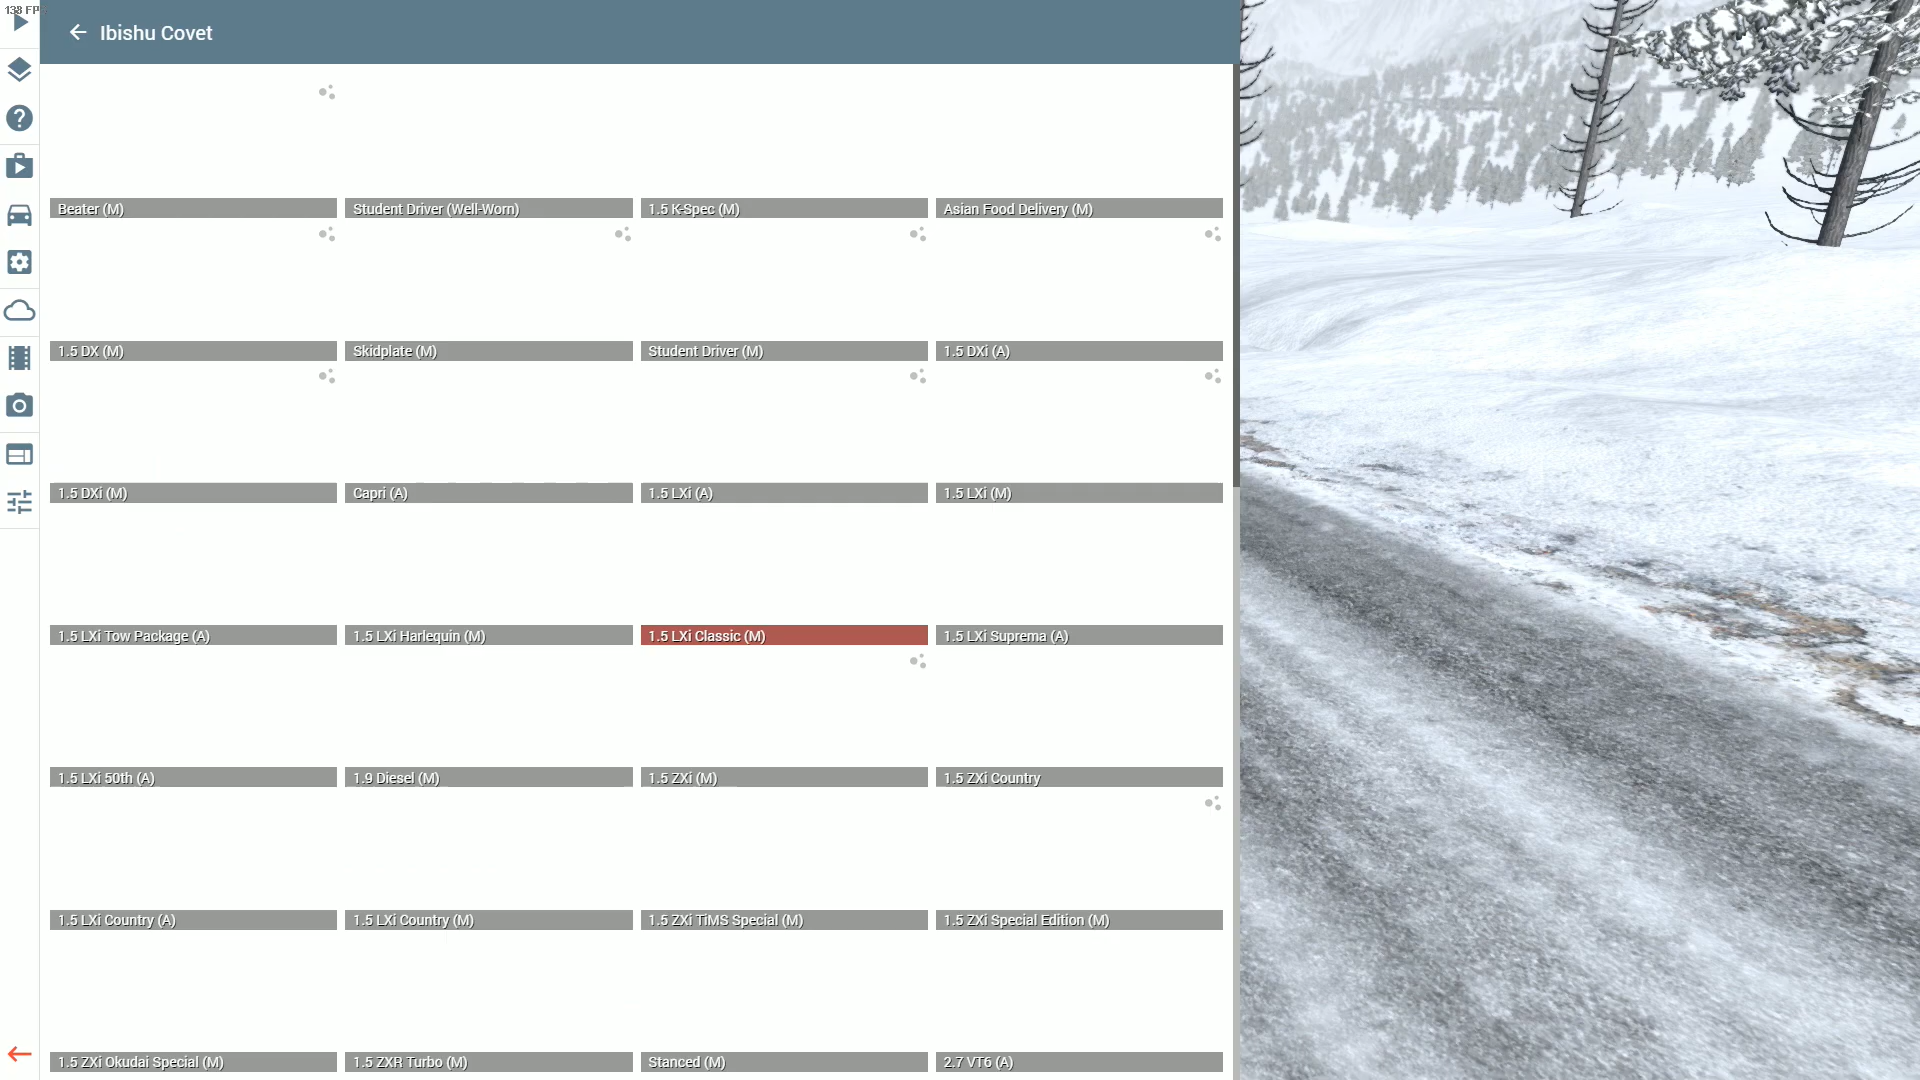 138 FP
Ibishu Covet
Beater (M)
Student Driver (Well-Worn)
1.5 K-Spec (M)
Asian Food Delivery (M)
1.5 DX (M)
Skidplate (M)
Student Driver (M)
1.5 DXi (A)
1.5 DXi (M)
Capri (A)
1.5 LXi (A)
1.5 LXi (M)
1.5 LXi Tow Package (A)
1.5 LXi Harlequin (M)
1.5 LXi Classic (M)
1.5 LXi Suprema (A)
1.5 LXi 50th (A)
1.9 Diesel (M)
1.5 ZXi (M)
1.5 ZXi Country
1.5 LXi Country (A)
1.5 LXi Country (M)
1.5 ZXi TiMS Special (M)
1.5 ZXi Special Edition (M)
1.5 ZXi Okudai Special (M)
1.5 ZXR Turbo (M)
Stanced (M)
2.7 VT6 (A)